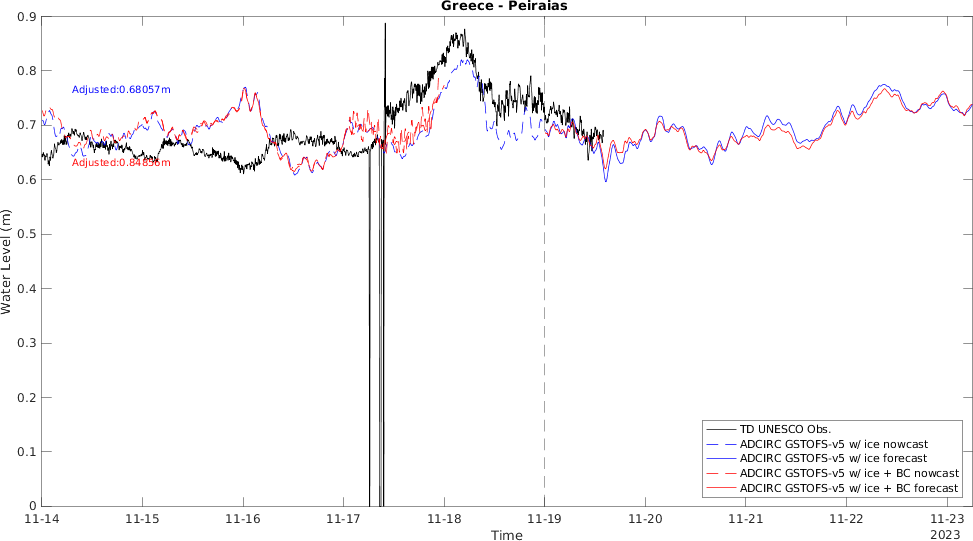 Greece - Peiraias
0.9
0.8
0.7
0.6
0.5
0.4
0.3
0.2
0.1
0
Water Level (m)
Adjusted:0.68057m
TD UNESCO Obs.
ADCIRC GSTOFS-v5 w/ ice nowcast
ADCIRC GSTOFS-v5 w/ ice forecast
ADCIRC GSTOFS-v5 w/ ice + BC nowcast
ADCIRC GSTOFS-v5 w/ ice + BC forecast
11-14 11-15 11-16 11-17 11-18 11-19 11-20 11-21 11-22 11-23
Time
2023